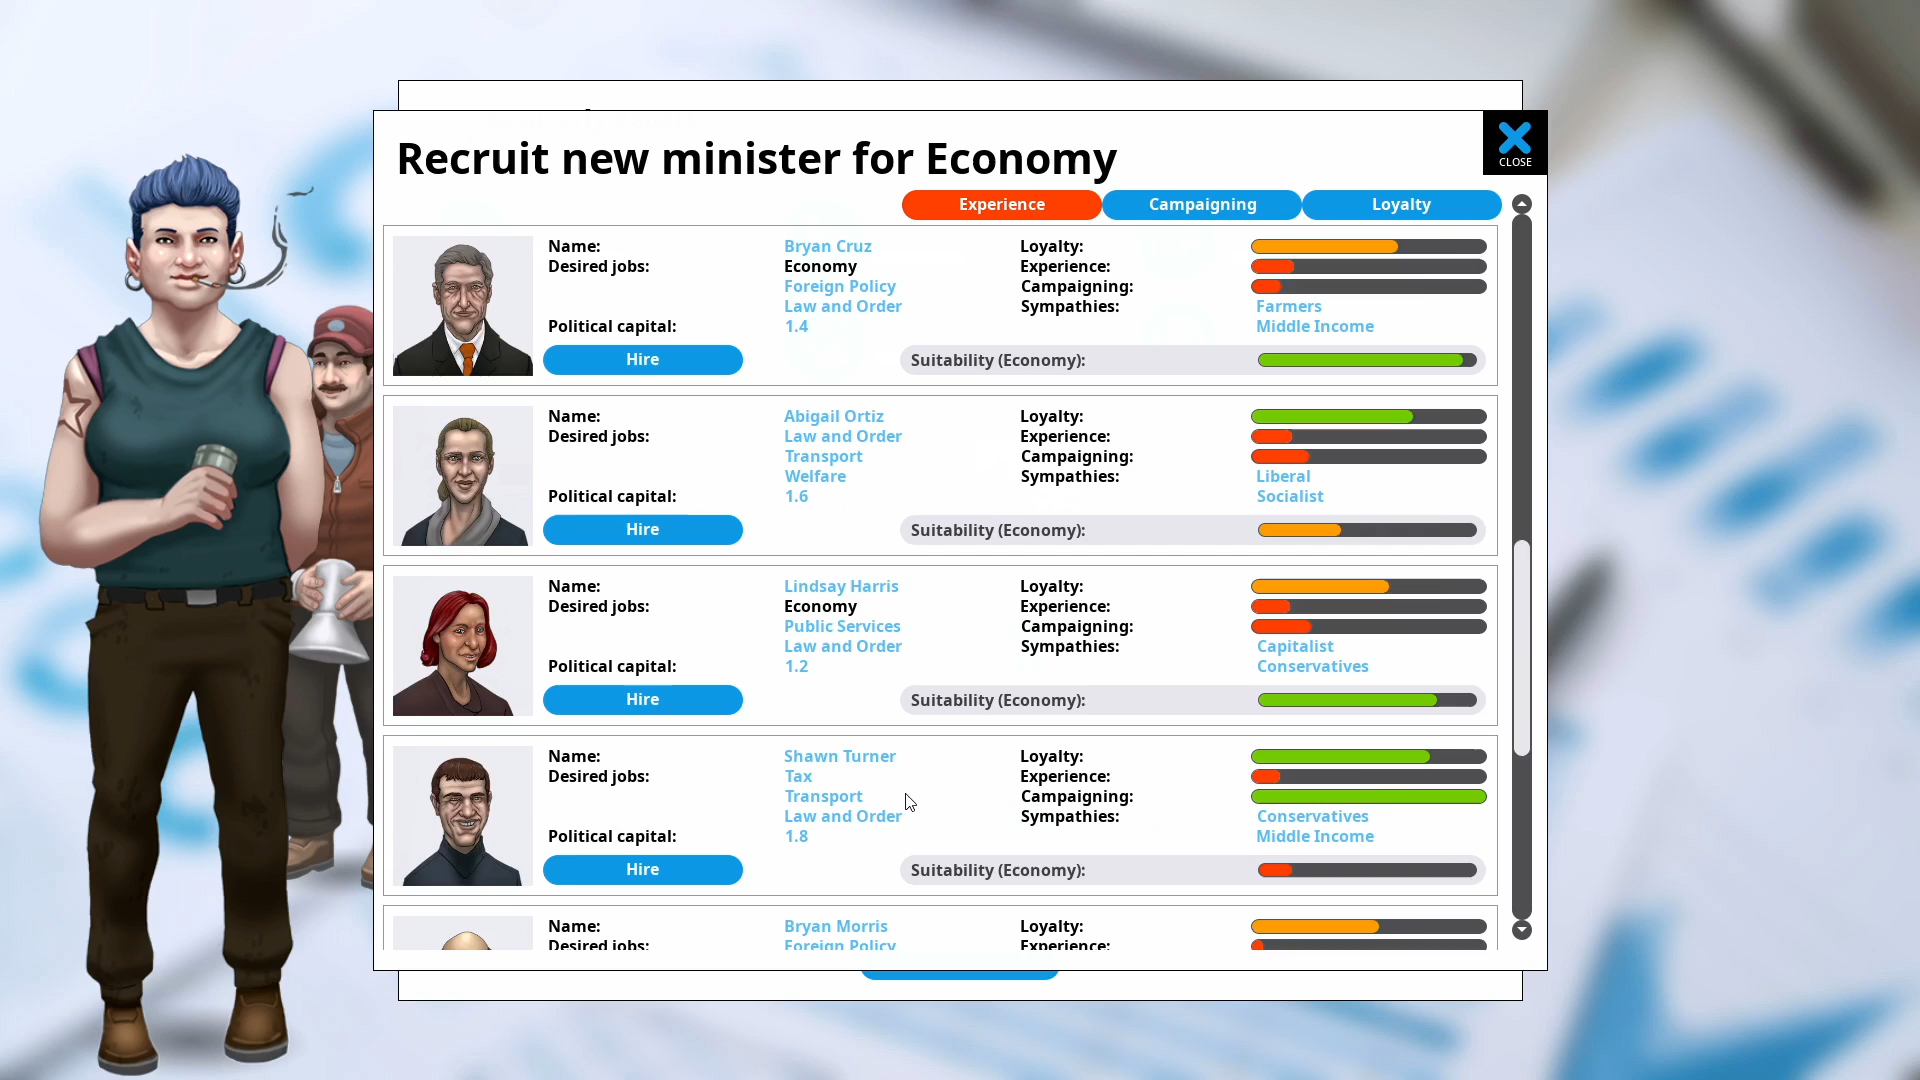 Recruit new minister for Economy
CLOSE
Experience Campaigning Loyalty
Name: Bryan Cruz Loyalty:
Desired jobs: Economy Experience:
Foreign Policy Campaigning:
Law and Order Sympathies: Farmers
Political capital: 1.4 Middle Income
Hire Suitability (Economy):
Name: Abigail Ortiz Loyalty:
Desired jobs: Law and Order Experience:
Transport Campaigning:
Welfare Sympathies: Liberal
Political capital: 1.6 Socialist
Hire Suitability (Economy):
Name: Lindsay Harris Loyalty:
Desired jobs: Economy Experience:
Public Services Campaigning:
Law and Order Sympathies: Capitalist
Political capital: 1.2 Conservatives
Hire Suitability (Economy):
Name: Shawn Turner Loyalty:
Desired jobs: Tax Experience:
Transport Campaigning:
Law and Order Sympathies: Conservatives
Political capital: 1.8 Middle Income
Hire Suitability (Economy):
Name: Bryan Morris Loyalty:
Desired jobs: Foreign Policy Experience: